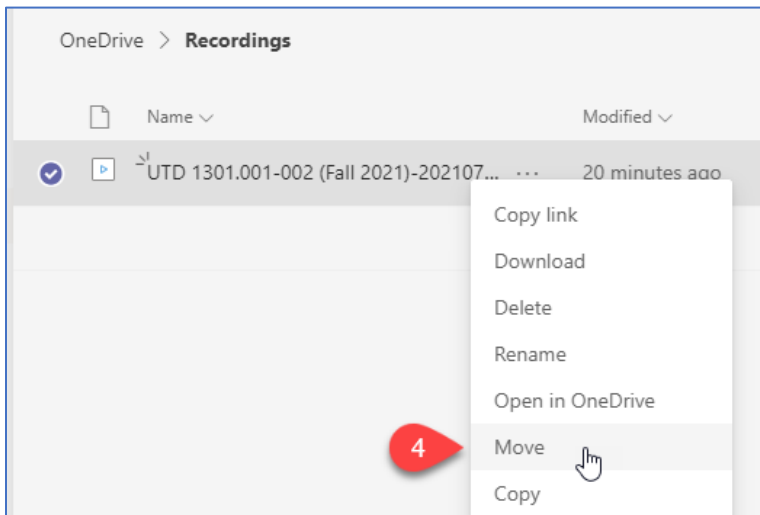 OneDrive > Recordings
Name Modified
UTD 1301.001-002 (Fall 2021)-202107... ... 20 minutes ago
Copy link
Download
Delete
Rename
Open in OneDrive
4 Move
Copy